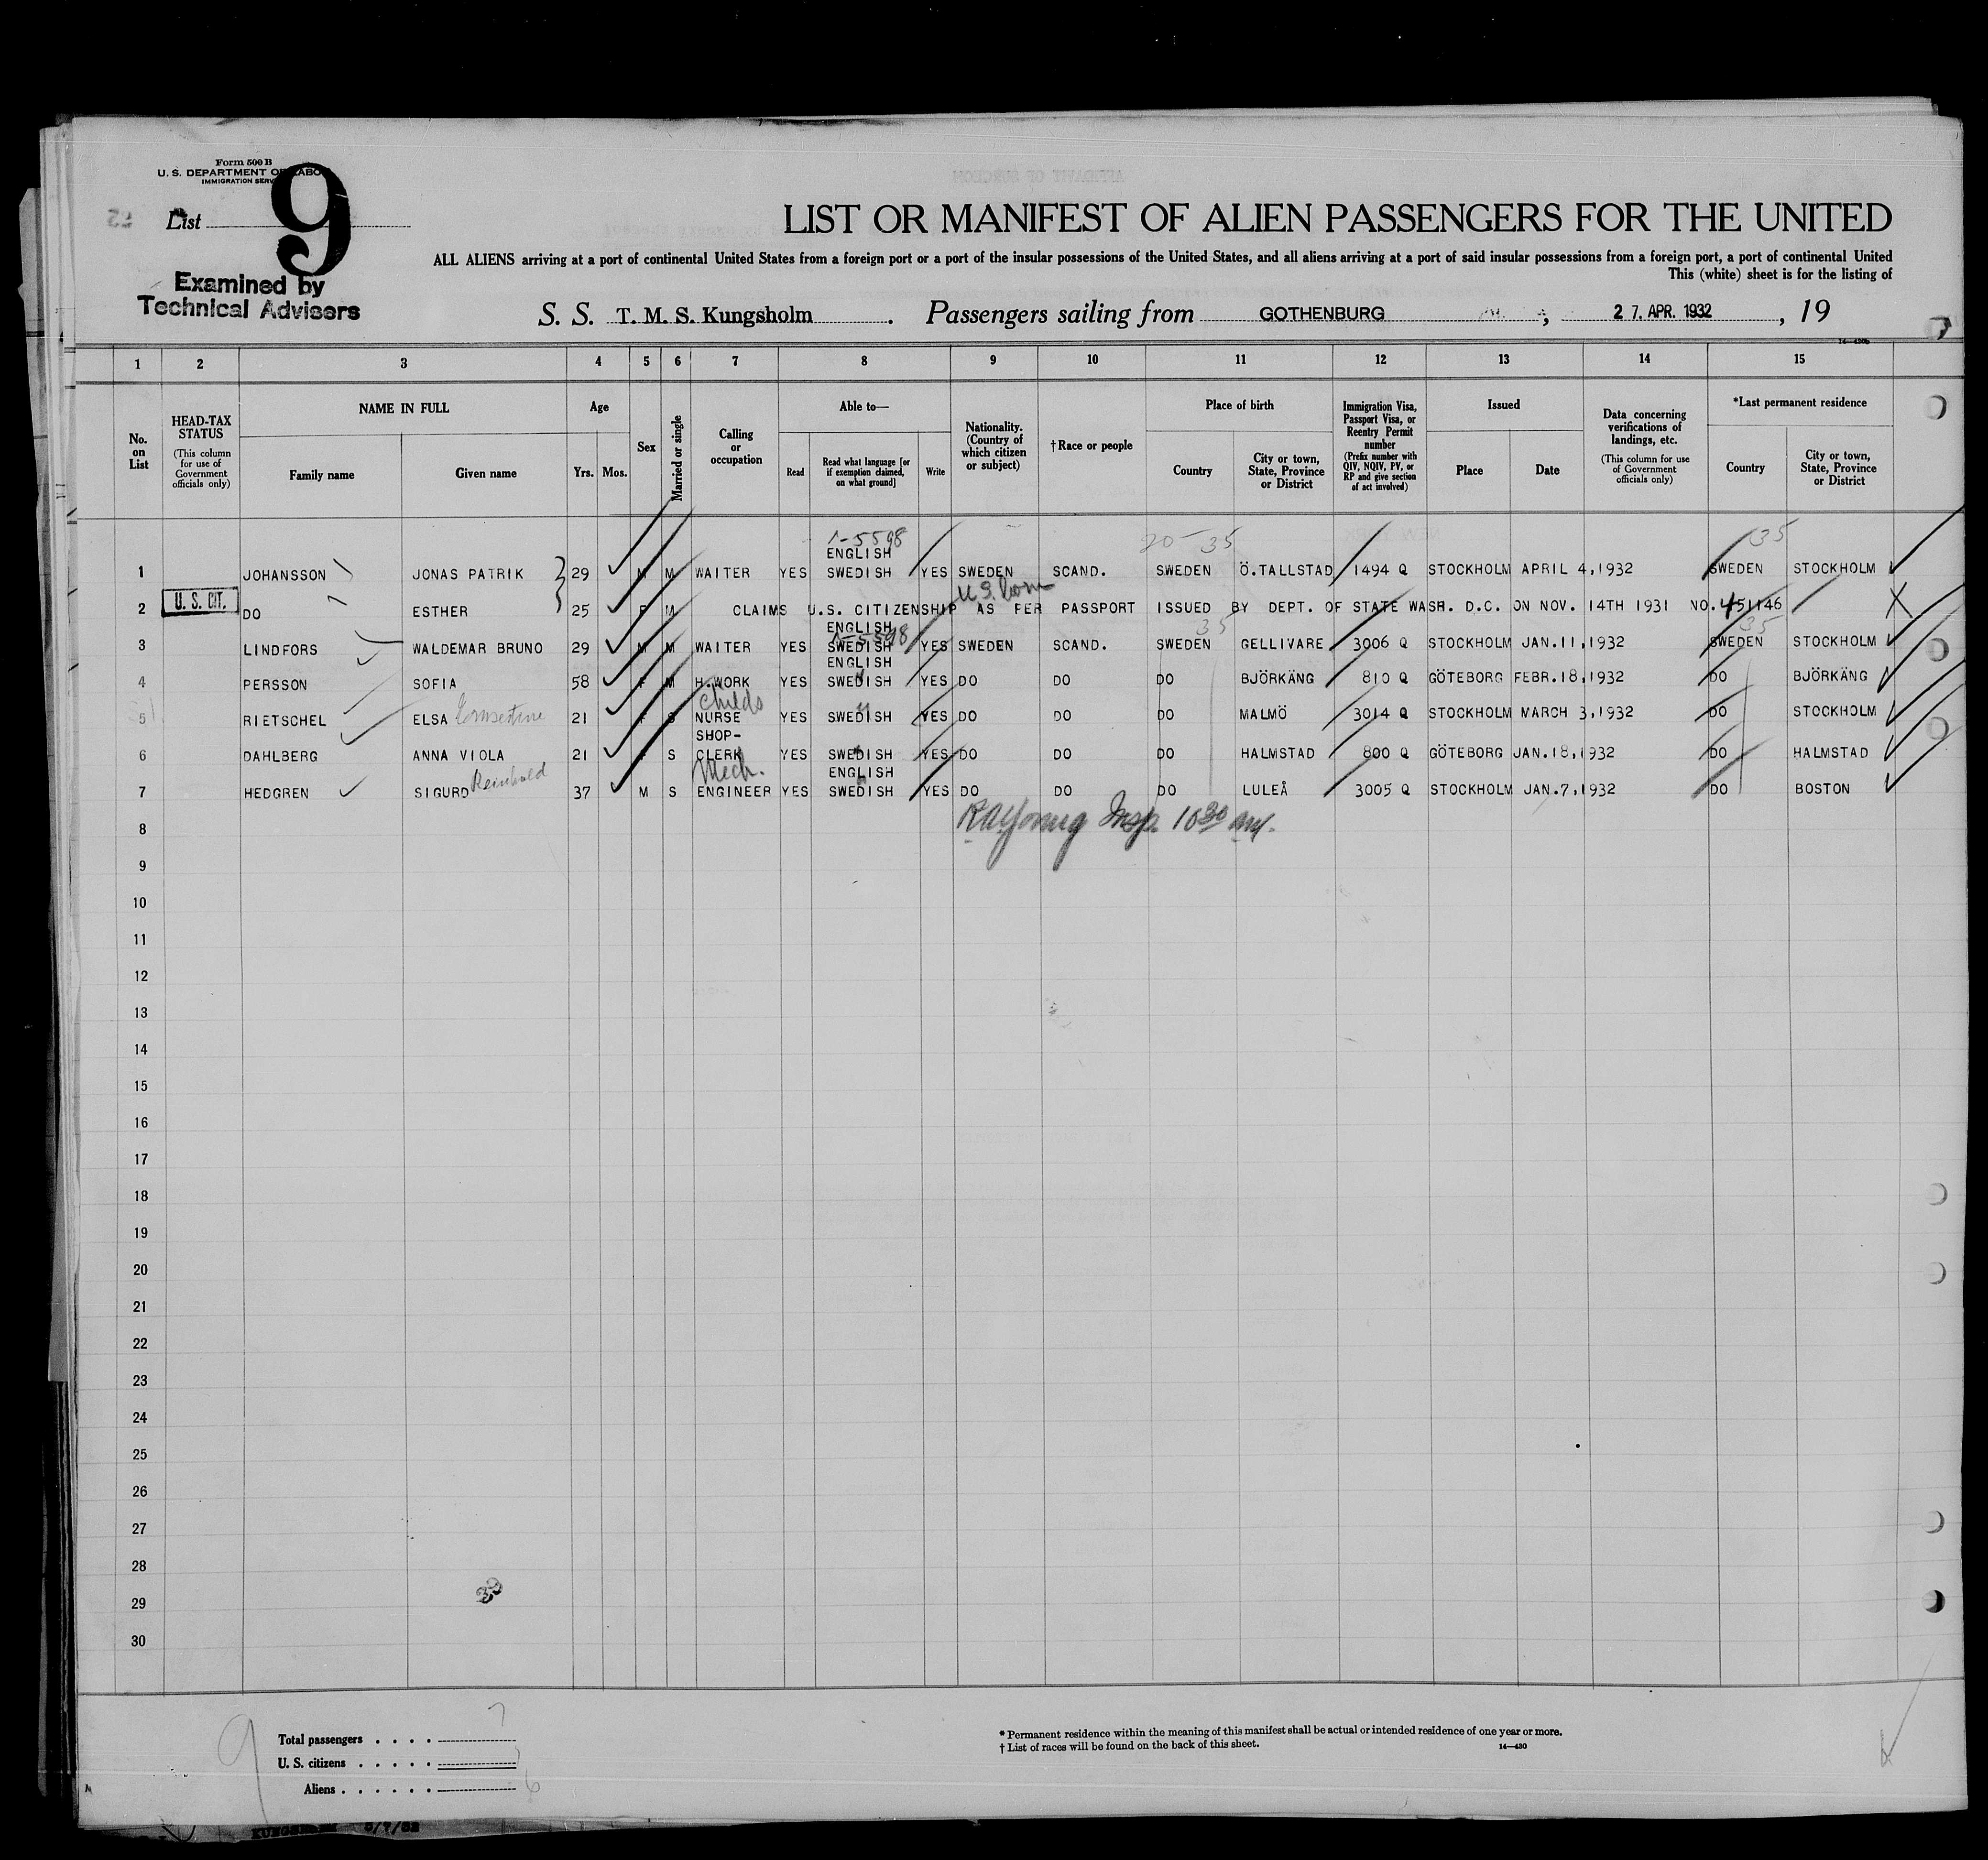 Form 500 B
U. S. DEPARTMENT OF LABOR
IMMIGRATION SERV
List 9
Examined by
Technical Advisers
LIST OR MANIFEST OF ALIEN PASSENGERS FOR THE UNITED
ALL ALIENS arriving at a port of continental United States from a foreign port or a port of the insular possessions of the United States, and all aliens arriving at a port of said insular possessions from a foreign port, a port of continental United
This (white) sheet is for the listing of
S. S. T. M. S. Kungsholm. Passengers sailing from GOTHENBURG, 27. APR. 1932, 19
14-430b
1 2 3 4 5 6 7 8 9 10 11 12 13 14 15
No. on List
HEAD-TAX STATUS
(This column for use of Government officials only)
NAME IN FULL
Family name
Given name
Age
Yrs. Mos.
Sex
Married or single
Calling or occupation
Able to—
Read
Read what language [or if exemption claimed, on what ground]
Write
Nationality. (Country of which citizen or subject)
†Race or people
Place of birth
Country
City or town, State, Province or District
Immigration Visa, Passport Visa, or Reentry Permit number
(Prefix number with QIV, NQIV, PV, or RP and give section of act involved)
Issued
Place
Date
Data concerning verifications of landings, etc.
(This column for use of Government officials only)
*Last permanent residence
Country
City or town, State, Province or District
1-5598 20-35 35
ENGLISH
1 JOHANSSON JONAS PATRIK 29 M M WAITER YES SWEDISH YES SWEDEN SCAND. SWEDEN Ö.TALLSTAD 1494 Q STOCKHOLM APRIL 4,1932 SWEDEN STOCKHOLM
U.S. born
2 U. S. CIT. DO ESTHER 25 F M CLAIMS U.S. CITIZENSHIP AS PER PASSPORT ISSUED BY DEPT. OF STATE WASH. D.C. ON NOV. 14TH 1931 NO.451146
ENGLISH
1-5598 35 35
3 LINDFORS WALDEMAR BRUNO 29 M M WAITER YES SWEDISH YES SWEDEN SCAND. SWEDEN GELLIVARE 3006 Q STOCKHOLM JAN.11,1932 SWEDEN STOCKHOLM
ENGLISH
4 PERSSON SOFIA 58 F M H.WORK YES SWEDISH YES DO DO DO BJÖRKÄNG 810 Q GÖTEBORG FEBR.18,1932 DO BJÖRKÄNG
Childs
5 RIETSCHEL ELSA Ernsestine 21 F S NURSE YES SWEDISH YES DO DO DO MALMÖ 3014 Q STOCKHOLM MARCH 3,1932 DO STOCKHOLM
SHOP-
6 DAHLBERG ANNA VIOLA 21 F S CLERK YES SWEDISH YES DO DO DO HALMSTAD 800 Q GÖTEBORG JAN.18,1932 DO HALMSTAD
Mech. ENGLISH
7 HEDGREN SIGURD Reinhold 37 M S ENGINEER YES SWEDISH YES DO DO DO LULEÅ 3005 Q STOCKHOLM JAN.7,1932 DO BOSTON
8 Young Insp. 10 30
9
10
11
12
13
14
15
16
17
18
19
20
21
22
23
24
25
26
27
28
29
30
9
Total passengers . . . . 7
U. S. citizens . . . . .
Aliens . . . . . . 6
* Permanent residence within the meaning of this manifest shall be actual or intended residence of one year or more.
† List of races will be found on the back of this sheet. 14—430